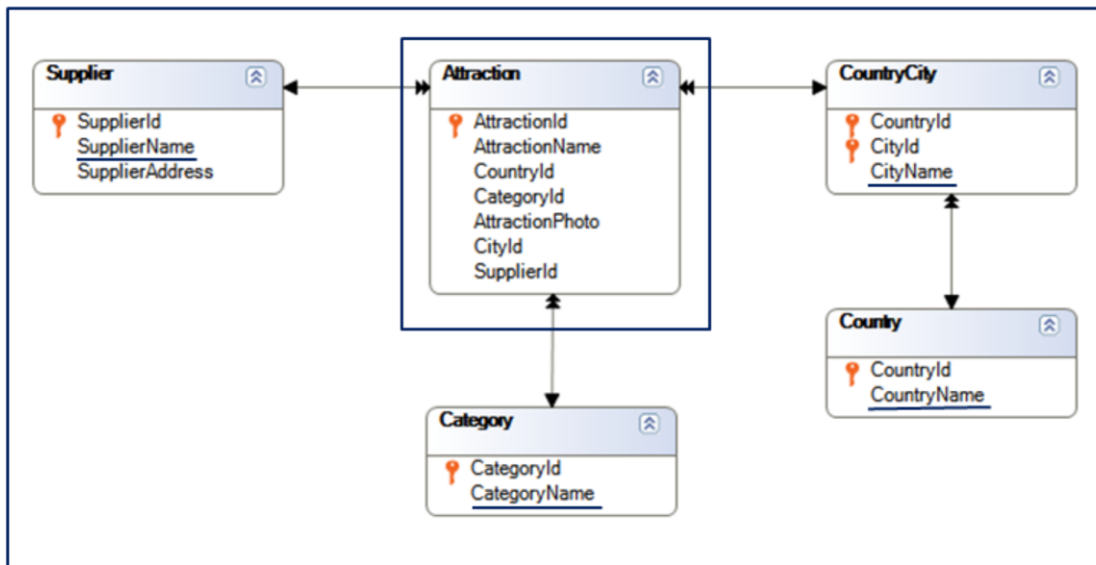 Supplier
SupplierId
SupplierName
SupplierAddress
Attraction
AttractionId
AttractionName
CountryId
CategoryId
AttractionPhoto
CityId
SupplierId
CountryCity
CountryId
CityId
CityName
Country
CountryId
CountryName
Category
CategoryId
CategoryName